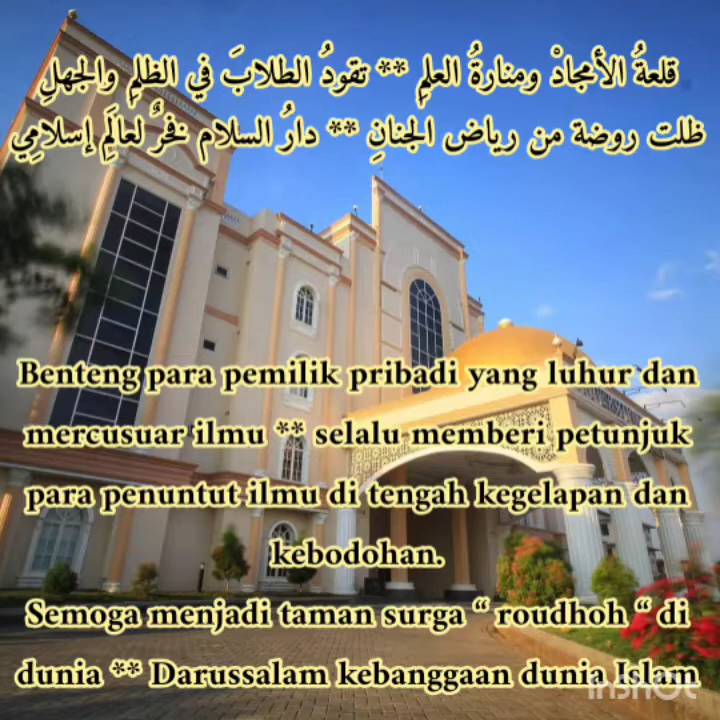 قلعةُ الأمجادْ ومنارةُ العلمِ ** تقودُ الطلابَ في الظلمِ والجهلِ
ظلت روضة من رياض الجنانِ ** دارُ السلام فخرٌ لعالَمِ إسلامِي
Benteng para pemilik pribadi yang luhur dan
mercusuar ilmu ** selalu memberi petunjuk
para penuntut ilmu di tengah kegelapan dan
kebodohan.
Semoga menjadi taman surga “ roudhoh “ di
dunia ** Darussalam kebanggaan dunia Islam
InShOt